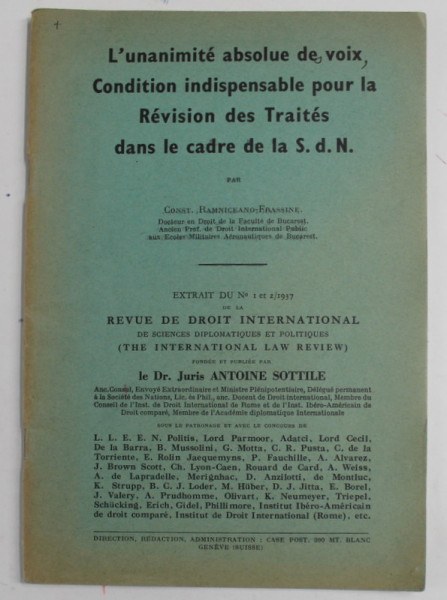 L'unanimité absolue de voix,
Condition indispensable pour la
Révision des Traités
dans le cadre de la S. d. N.
PAR
CONST.
Docteur en Droit de la Faculté de Bucarest.
Ancien Prof. de Droit International Public
aux Ecoles Militaires Aéronautiques de Bucarest.
EXTRAIT DU Nº 1 et 2/1937
DE LA
REVUE DE DROIT INTERNATIONAL
DE SCIENCES DIPLOMATIQUES ET POLITIQUES
(THE INTERNATIONAL LAW REVIEW)
FONDÉE ET PUBLIÉE PAR
le Dr. Juris ANTOINE SOTTILE
Anc. Consul, Envoyé Extraordinaire et Ministre Plénipotentiaire, Délégué permanent
à la Société des Nations, Lic. ès Phil., anc. Docent de Droit international, Membre du
Conseil de l'Inst. de Droit International de Rome et de l'Inst. Ibéro-Américain de
Droit comparé, Membre de l'Académie diplomatique Internationale
SOUS LE PATRONAGE ET AVEC LE CONCOURS DE
L. L. E. E. N. Politis, Lord Parmoor, Adatci, Lord Cecil,
De la Barra, B. Mussolini, G. Motta, C. R. Pusta, C. de la
Torriente, E. Rolin Jaequemyns, P. Fauchille, A. Alvarez,
J. Brown Scott, Ch. Lyon-Caen, Rouard de Card, A. Weiss,
A. de Lapradelle, Merignhac, D. Anzilotti, de Montluc,
K. Strupp, B. C. J. Loder, M. Hüber, D. J. Jitta, E. Borel,
J. Valery, A. Prudhomme, Olivart, K. Neumeyer, Triepel,
Schücking, Erich, Gidel, Phillimore, Institut Ibéro-Américain
de droit comparé, Institut de Droit International (Rome), etc.
DIRECTION, RÉDACTION, ADMINISTRATION : CASE POST. 290 MT. BLANC
GENÈVE (SUISSE)